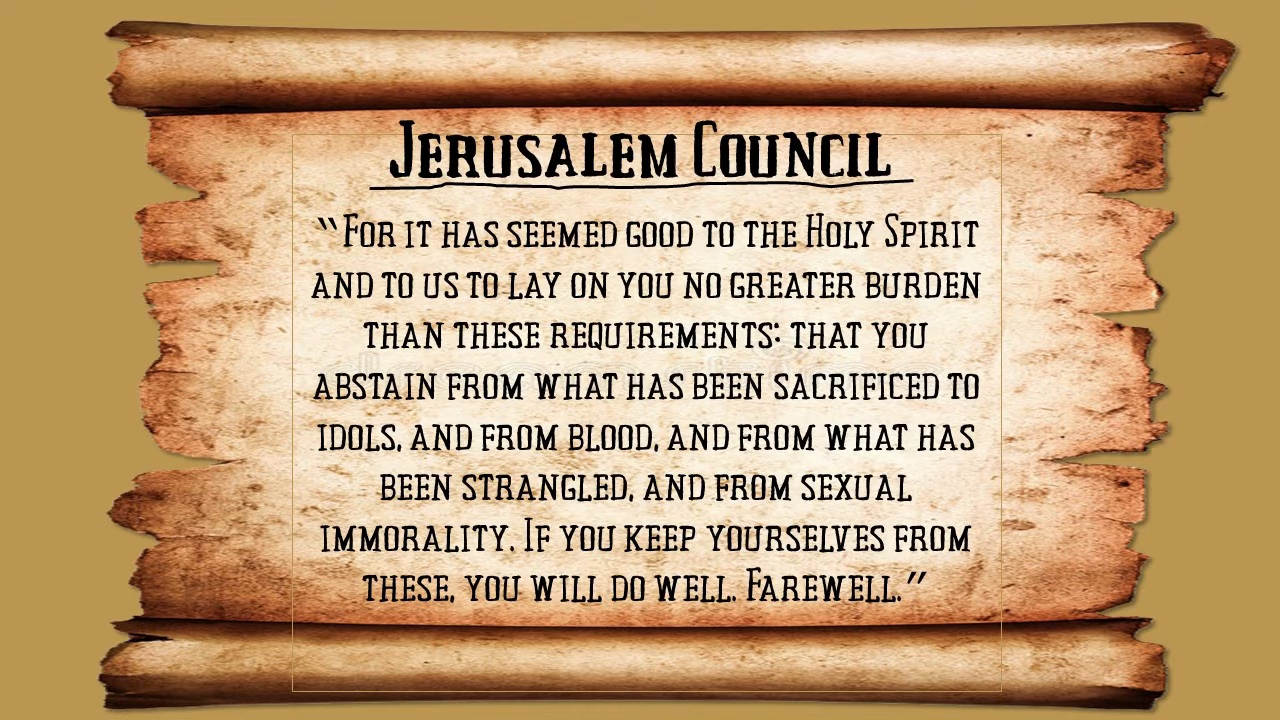 Jerusalem Council
“For it has seemed good to the Holy Spirit
and to us to lay on you no greater burden
than these requirements: that you
abstain from what has been sacrificed to
idols, and from blood, and from what has
been strangled, and from sexual
immorality. If you keep yourselves from
these, you will do well. Farewell.”